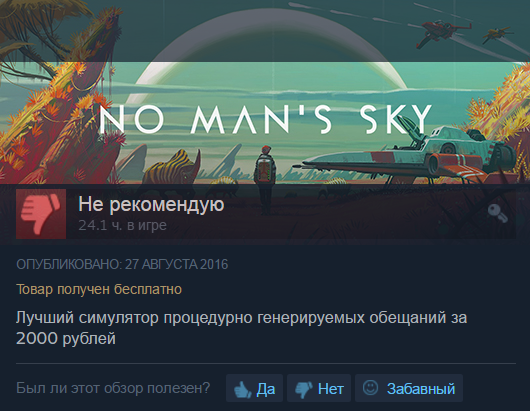 NO MAN'S SKY
Не рекомендую
24.1 ч. в игре
ОПУБЛИКОВАНО: 27 АВГУСТА 2016
Товар получен бесплатно
Лучший симулятор процедурно генерируемых обещаний за
2000 рублей
Был ли этот обзор полезен? Да Нет Забавный